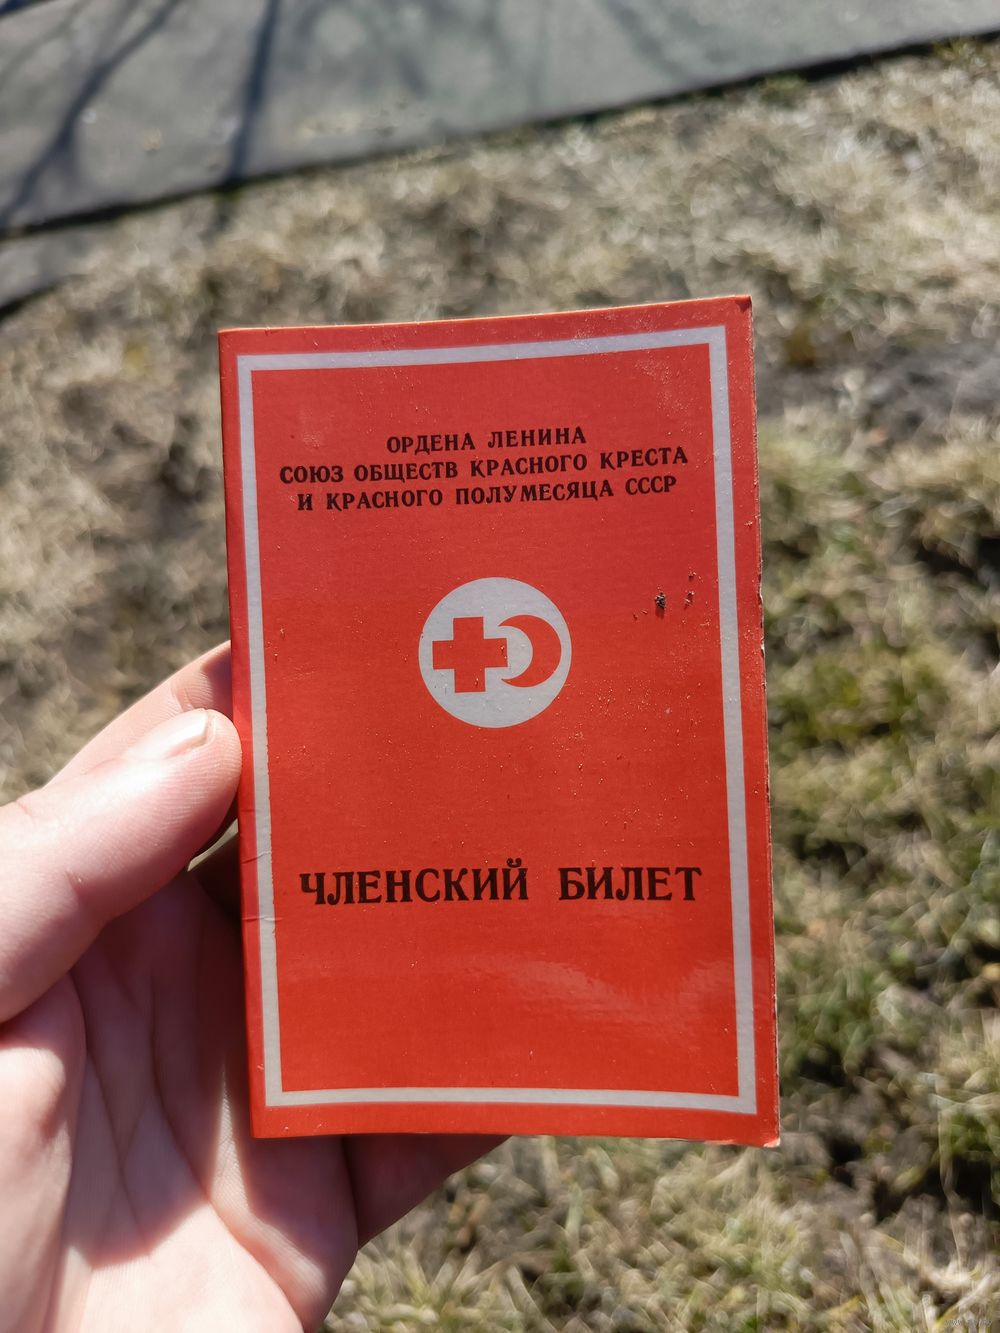 ОРДЕНА ЛЕНИНА
СОЮЗ ОБЩЕСТВ КРАСНОГО КРЕСТА
И КРАСНОГО ПОЛУМЕСЯЦА СССР
ЧЛЕНСКИЙ БИЛЕТ